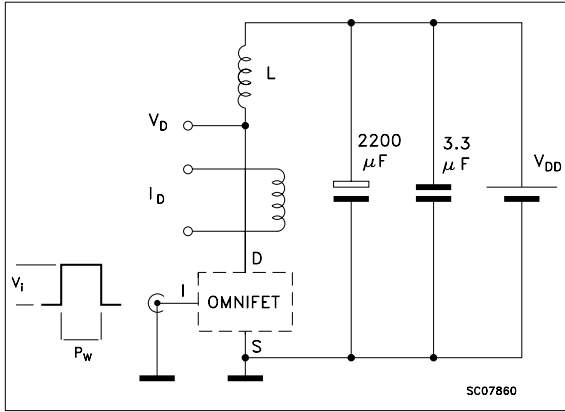 L
V_D
2200
μF
3.3
μF
V_DD
I_D
D
V_i
I
OMNIFET
P_W
S
SC07860